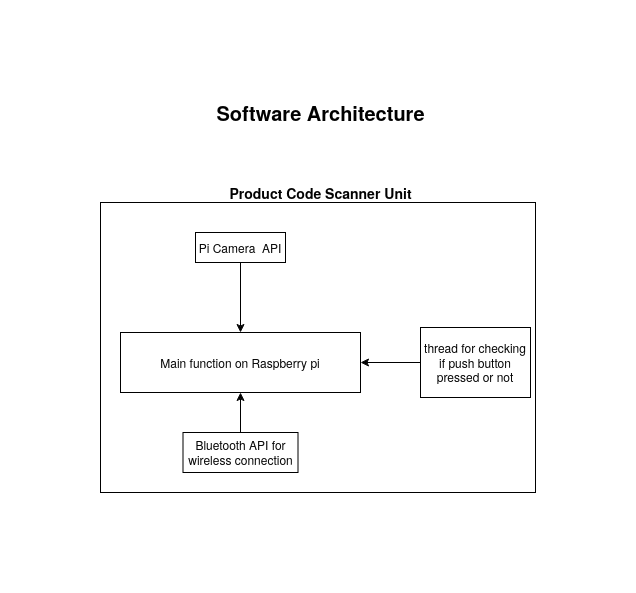 Software Architecture
Product Code Scanner Unit
Pi Camera  API
Main function on Raspberry pi
thread for checking
if push button
pressed or not
Bluetooth API for
wireless connection